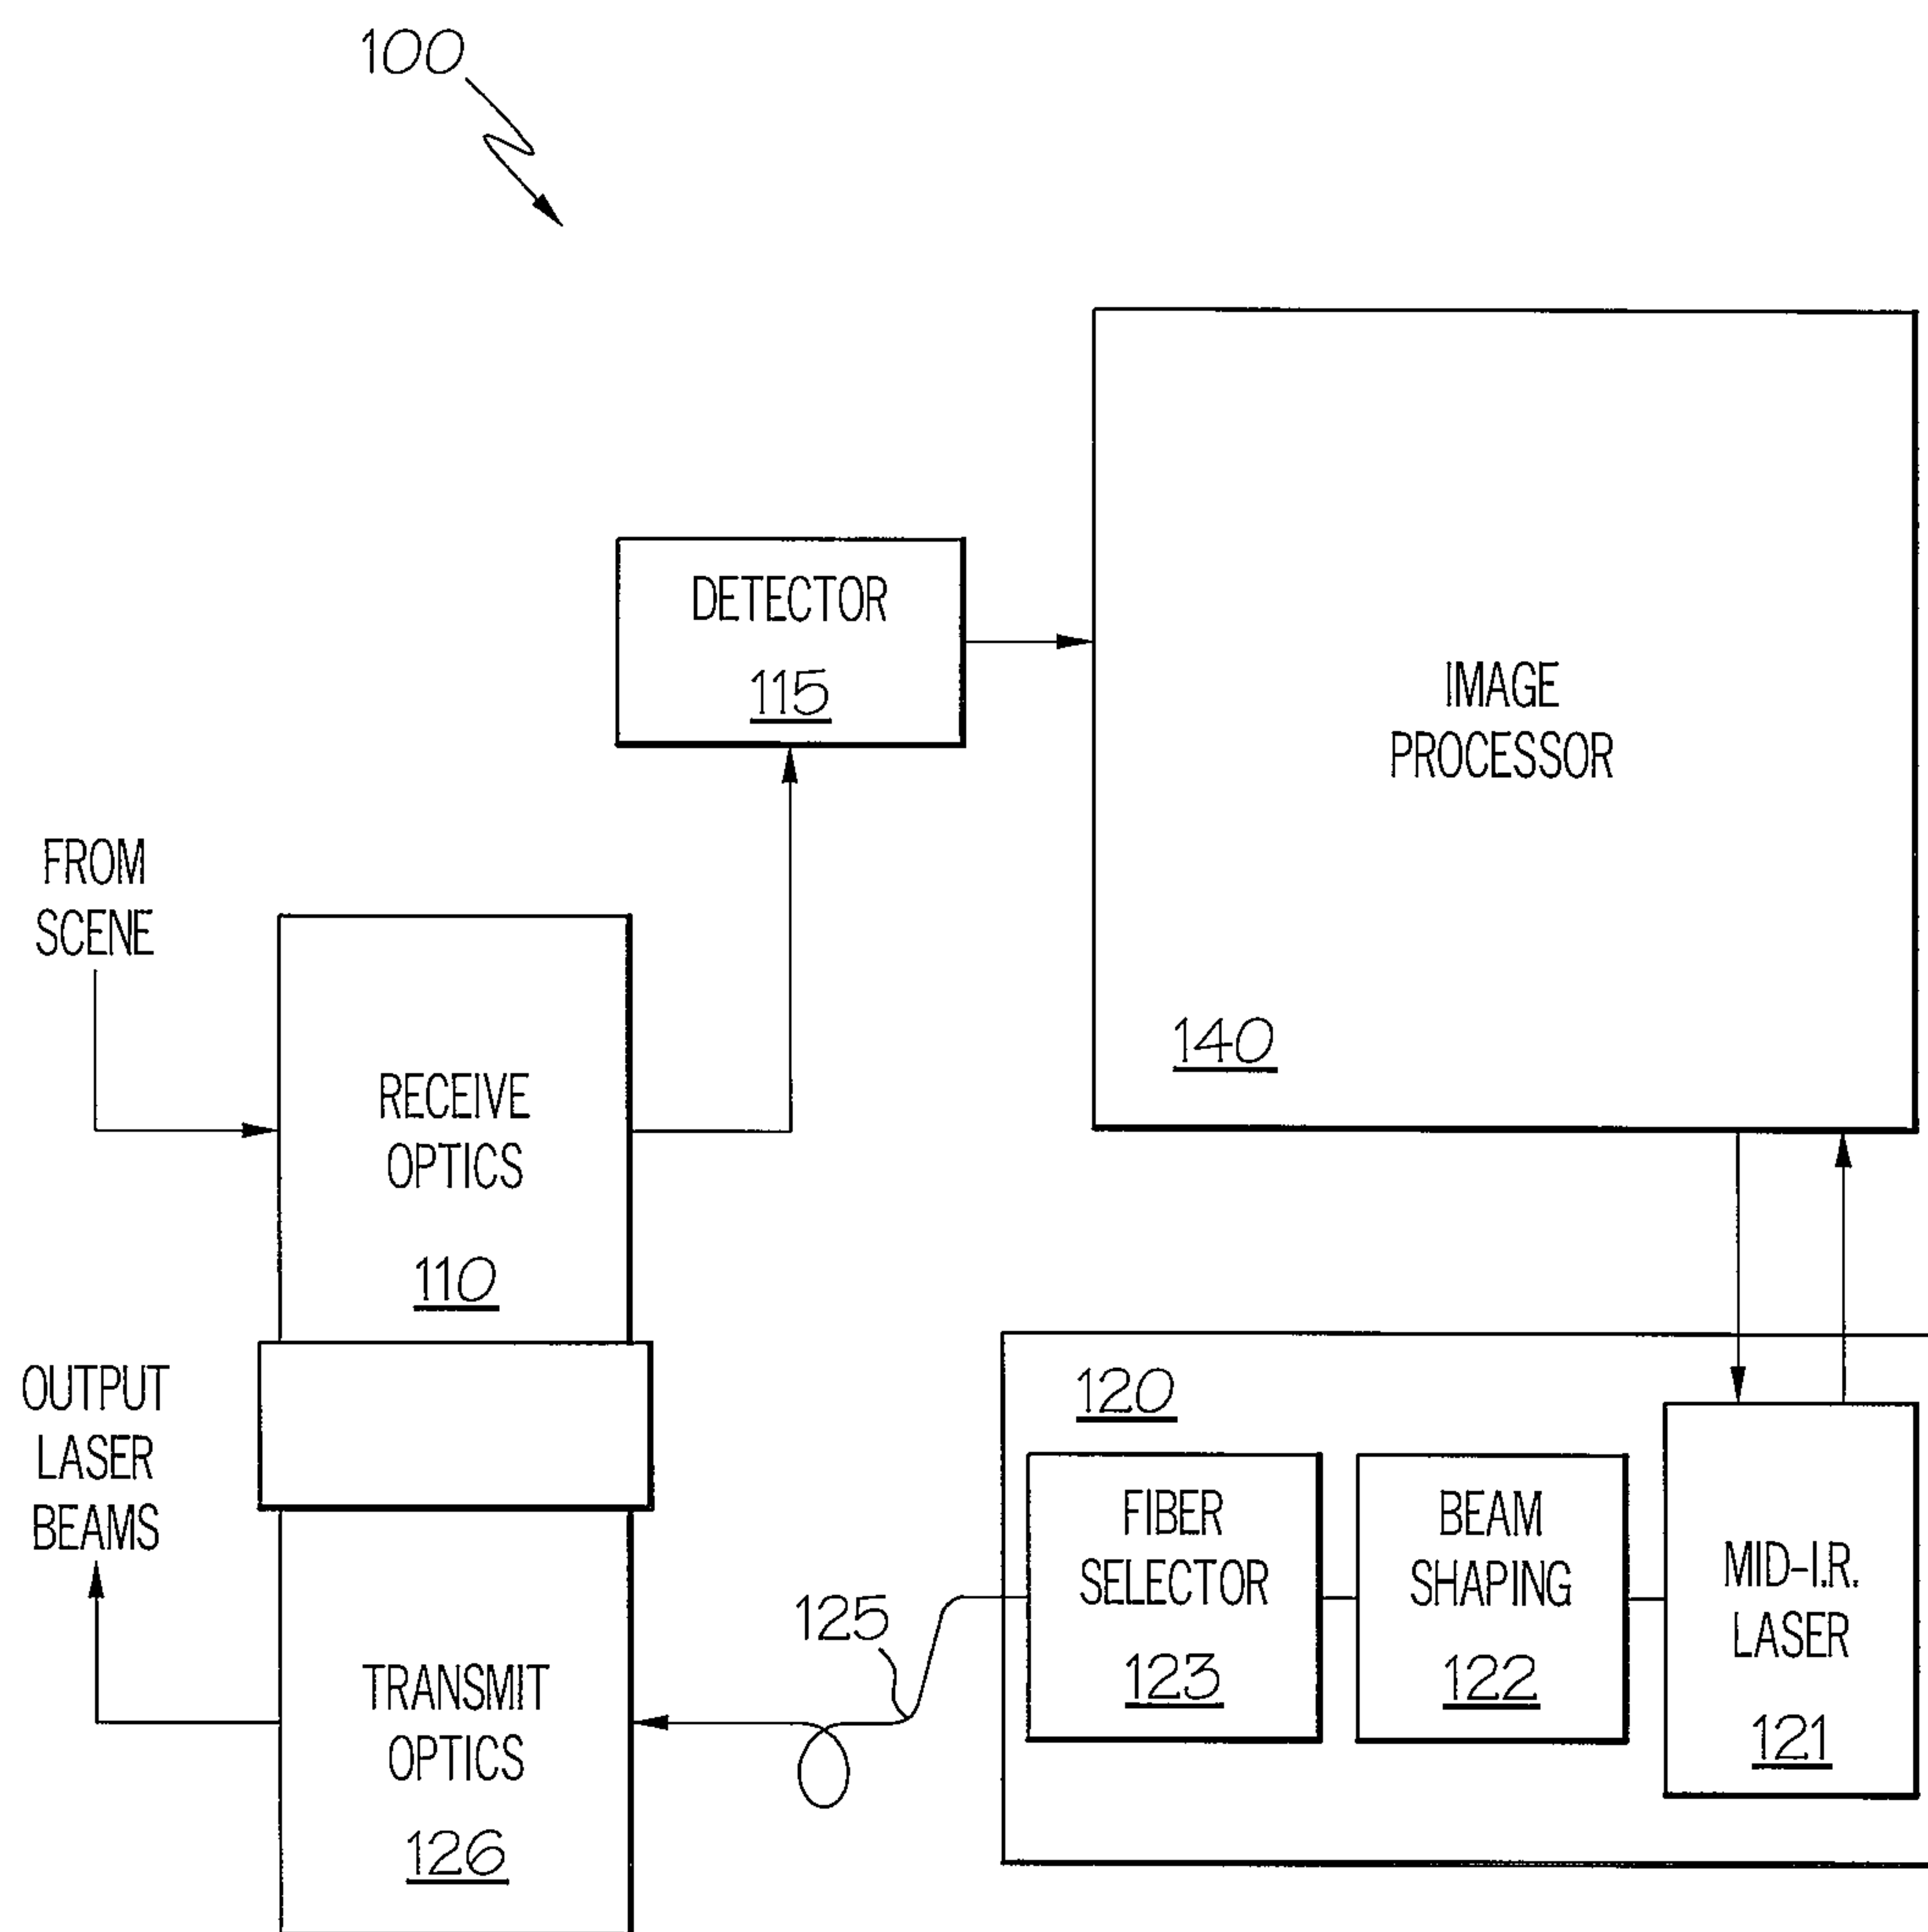 100
DETECTOR
115
IMAGE
PROCESSOR
140
FROM
SCENE
RECEIVE
OPTICS
110
OUTPUT
LASER
BEAMS
TRANSMIT
OPTICS
126
125
120
FIBER
SELECTOR
123
BEAM
SHAPING
122
MID-I.R.
LASER
121